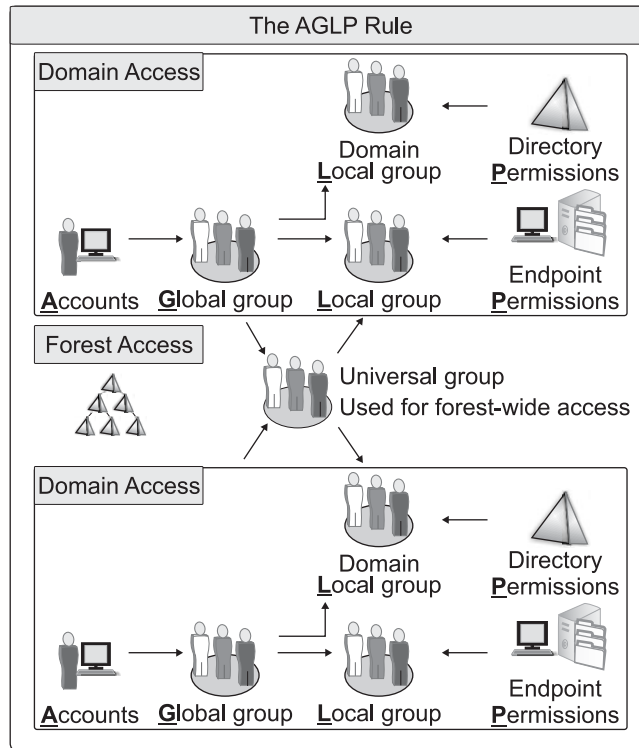 The AGLP Rule
Domain Access
Domain
Local group
Directory
Permissions
Accounts
Global group
Local group
Endpoint
Permissions
Forest Access
Universal group
Used for forest-wide access
Domain Access
Domain
Local group
Directory
Permissions
Accounts
Global group
Local group
Endpoint
Permissions